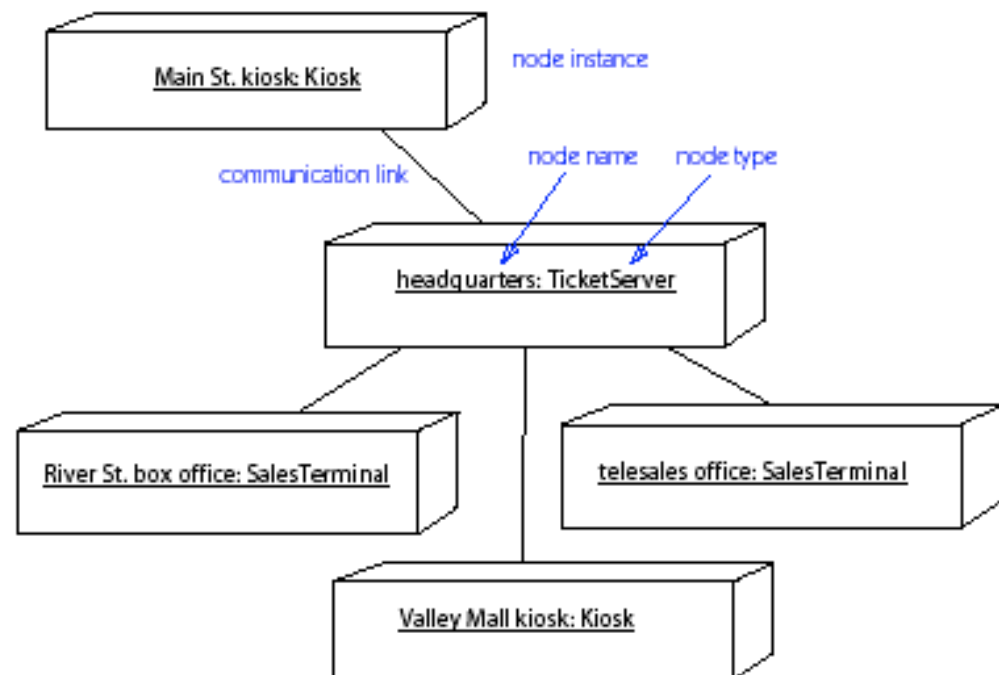 Main St. kiosk: Kiosk
node instance
communication link
node name
node type
headquarters: TicketServer
River St. box office: SalesTerminal
telesales office: SalesTerminal
Valley Mall kiosk: Kiosk